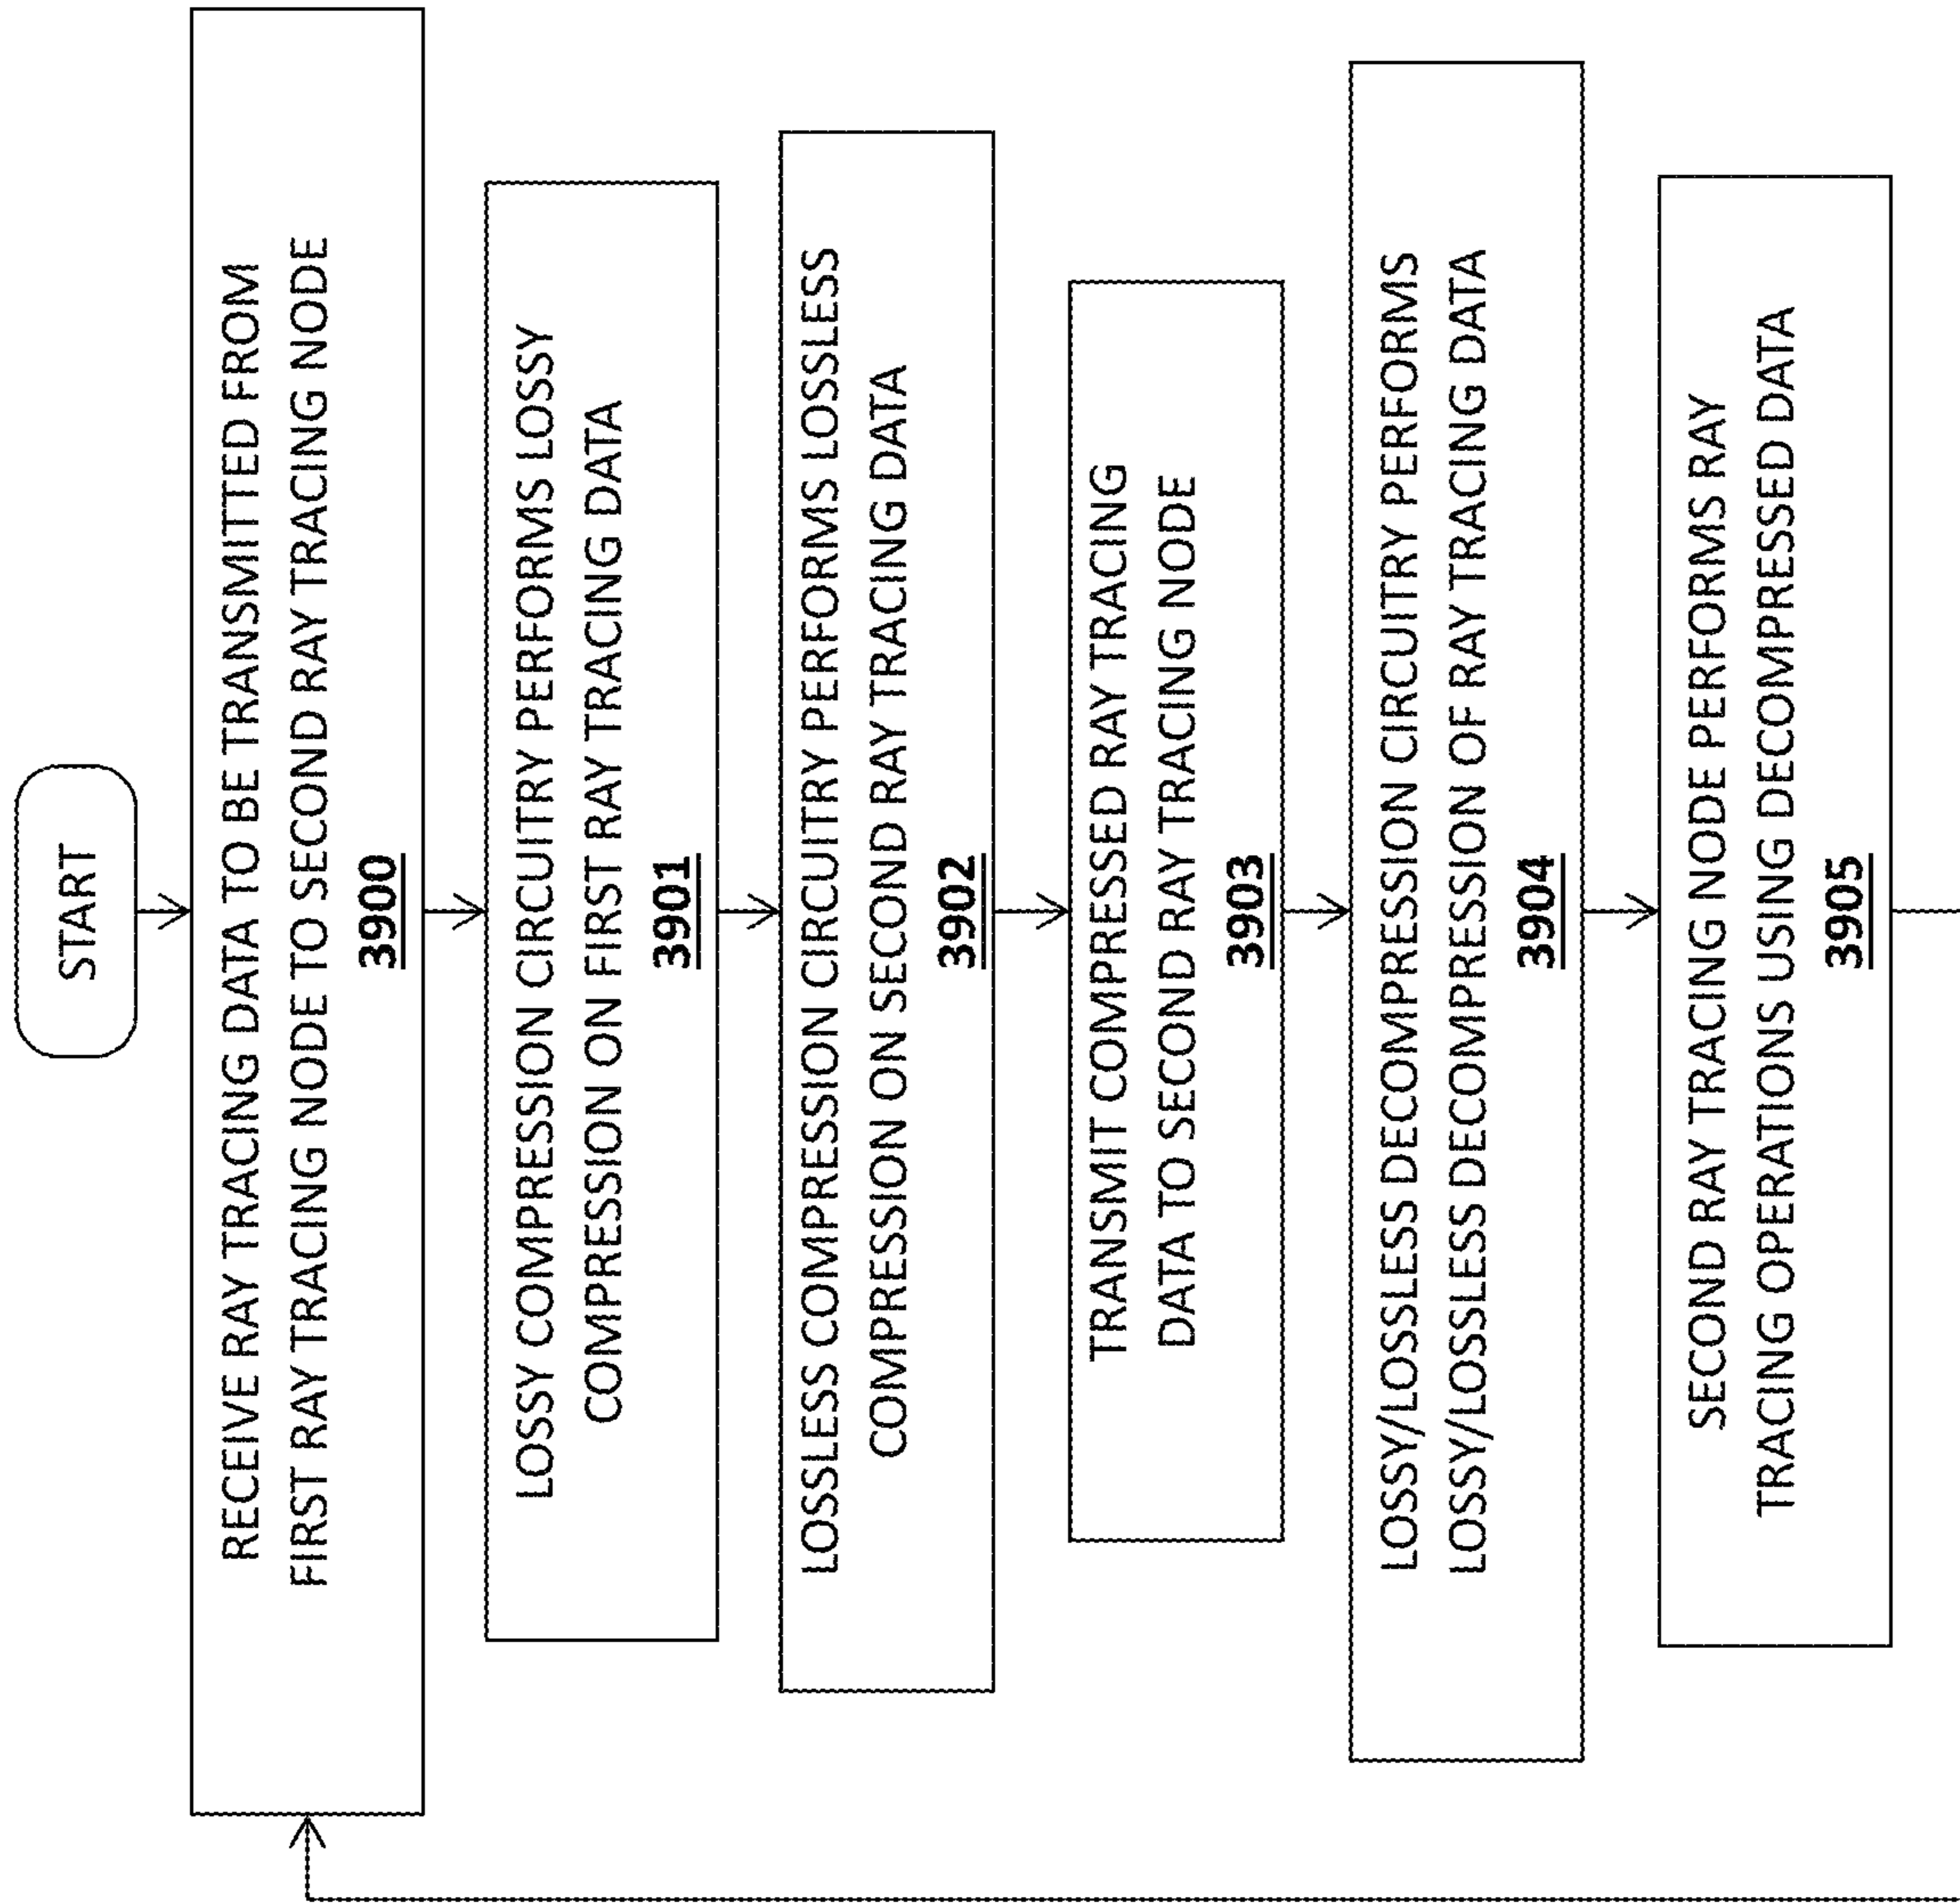 START
RECEIVE RAY TRACING DATA TO BE TRANSMITTED FROM
FIRST RAY TRACING NODE TO SECOND RAY TRACING NODE
3900
LOSSY COMPRESSION CIRCUITRY PERFORMS LOSSY
COMPRESSION ON FIRST RAY TRACING DATA
3901
LOSSLESS COMPRESSION CIRCUITRY PERFORMS LOSSLESS
COMPRESSION ON SECOND RAY TRACING DATA
3902
TRANSMIT COMPRESSED RAY TRACING
DATA TO SECOND RAY TRACING NODE
3903
LOSSY/LOSSLESS DECOMPRESSION CIRCUITRY PERFORMS
LOSSY/LOSSLESS DECOMPRESSION OF RAY TRACING DATA
3904
SECOND RAY TRACING NODE PERFORMS RAY
TRACING OPERATIONS USING DECOMPRESSED DATA
3905